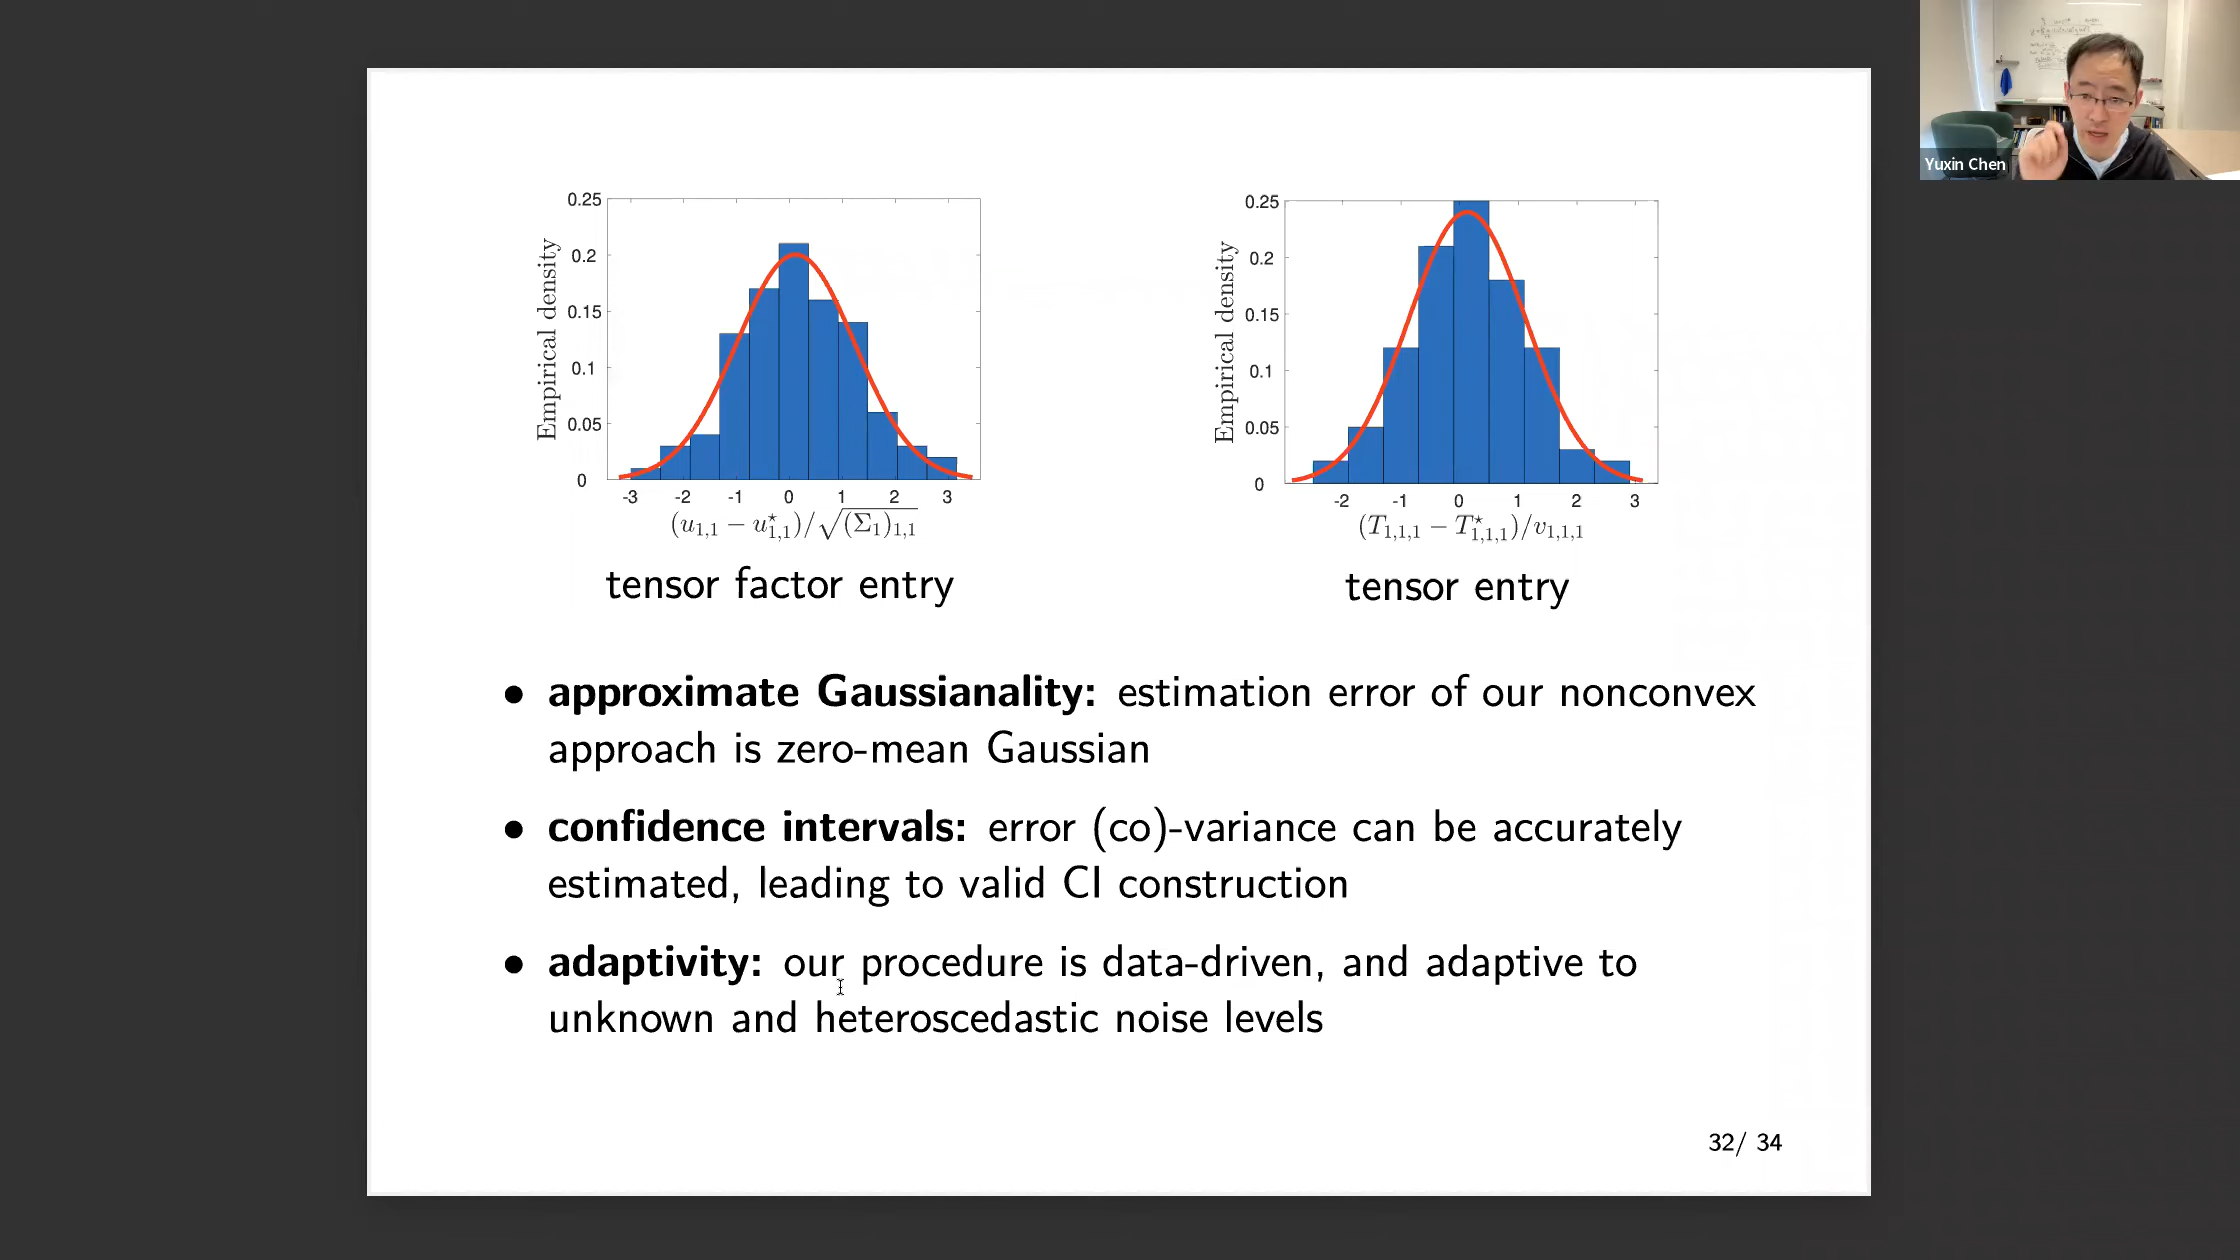 Yuxin Chen
0.25
0.2
0.15
0.1
0.05
0
Empirical density
-3 -2 -1 0 1 2 3
(u₁,₁ − u⋆₁,₁)/√(Σ₁)₁,₁
tensor factor entry
0.25
0.2
0.15
0.1
0.05
0
Empirical density
-2 -1 0 1 2 3
(T₁,₁,₁ − T⋆₁,₁,₁)/v₁,₁,₁
tensor entry
• approximate Gaussianality: estimation error of our nonconvex
approach is zero-mean Gaussian
• confidence intervals: error (co)-variance can be accurately
estimated, leading to valid CI construction
• adaptivity: our procedure is data-driven, and adaptive to
unknown and heteroscedastic noise levels
32/ 34